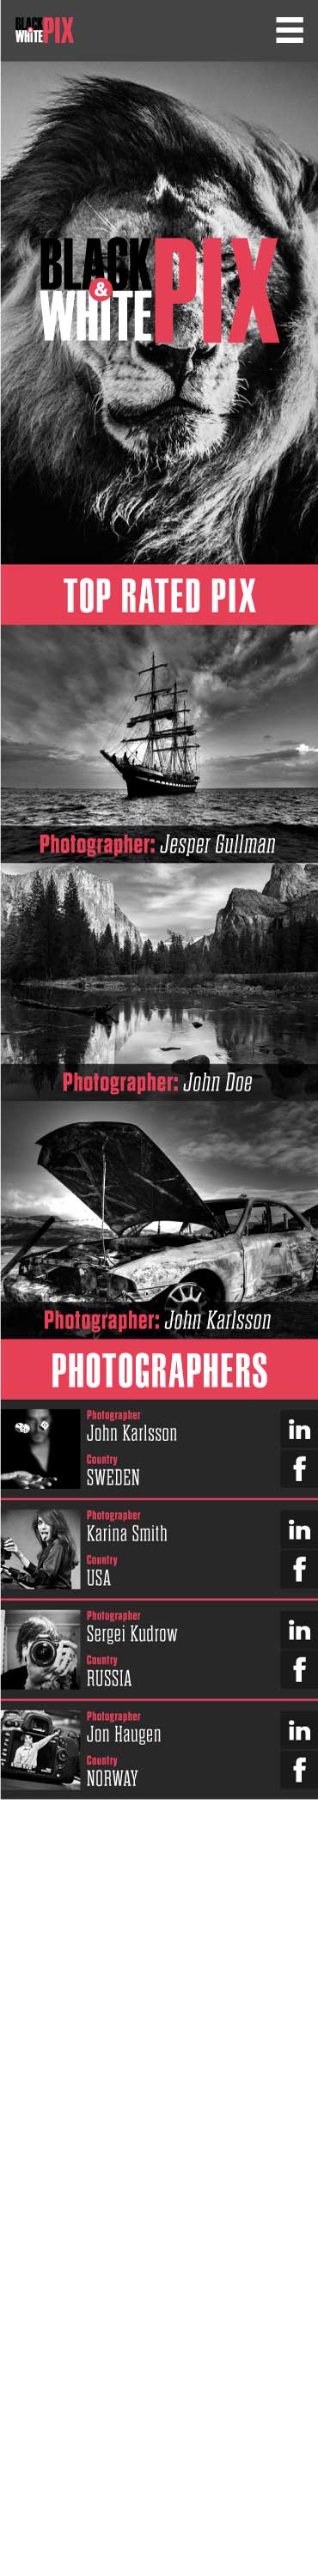 BLACK
WHITE PIX
BLACK
&
WHITE PIX
TOP RATED PIX
Photographer: Jesper Gullman
Photographer: John Doe
Photographer: John Karlsson
PHOTOGRAPHERS
Photographer
John Karlsson
Country
SWEDEN
in
f
Photographer
Karina Smith
Country
USA
in
f
Photographer
Sergei Kudrow
Country
RUSSIA
in
f
Photographer
Jon Haugen
Country
NORWAY
in
f